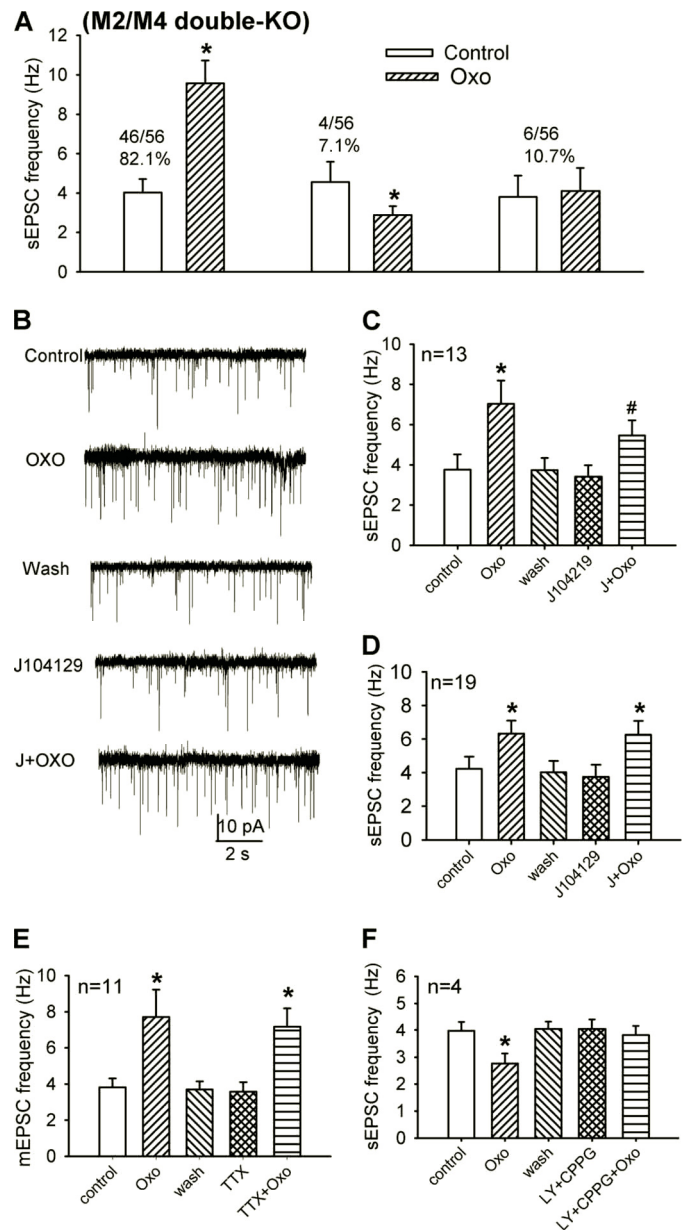 A (M2/M4 double-KO)
Control
Oxo
sEPSC frequency (Hz)
12
10
8
6
4
2
0
46/56
82.1%
*
4/56
7.1%
*
6/56
10.7%
B
Control
OXO
Wash
J104129
J+OXO
10 pA
2 s
C
sEPSC frequency (Hz)
10
8
6
4
2
0
n=13
*
#
control
Oxo
wash
J104219
J+Oxo
D
sEPSC frequency (Hz)
10
8
6
4
2
0
n=19
*
*
control
Oxo
wash
J104129
J+Oxo
E
mEPSC frequency (Hz)
10
8
6
4
2
0
n=11
*
*
control
Oxo
wash
TTX
TTX+Oxo
F
sEPSC frequency (Hz)
6
5
4
3
2
1
0
n=4
*
control
Oxo
wash
LY+CPPG
LY+CPPG+Oxo